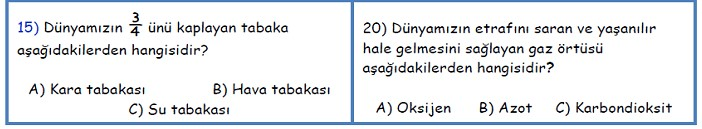 15) Dünyamızın 3/4 ünü kaplayan tabaka
aşağıdakilerden hangisidir?
A) Kara tabakası B) Hava tabakası
C) Su tabakası
20) Dünyamızın etrafını saran ve yaşanılır
hale gelmesini sağlayan gaz örtüsü
aşağıdakilerden hangisidir?
A) Oksijen B) Azot C) Karbondioksit